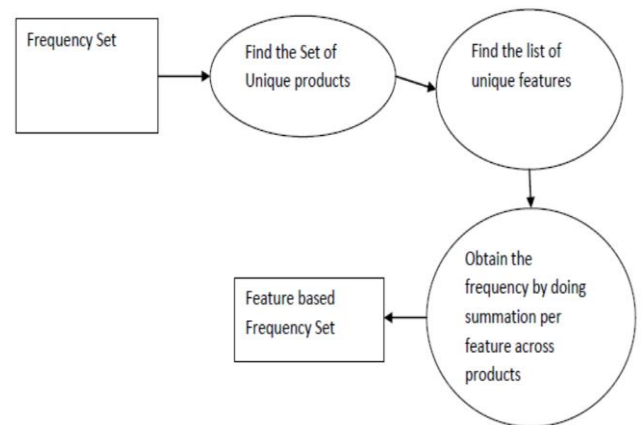 Frequency Set
Find the Set of
Unique products
Find the list of
unique features
Obtain the
frequency by doing
summation per
feature across
products
Feature based
Frequency Set